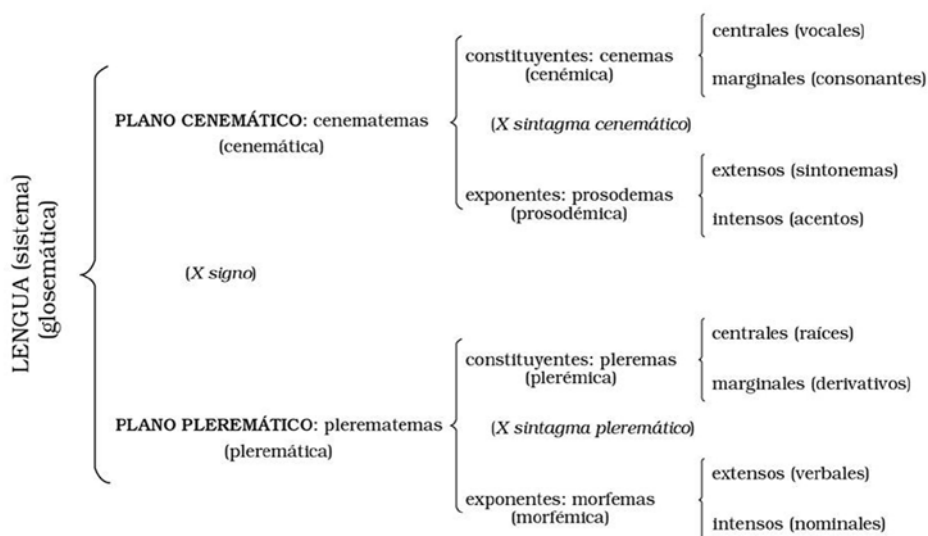 LENGUA (sistema)
(glosemática)
PLANO CENEMÁTICO: cenematemas
(cenemática)
constituyentes: cenemas
(cenémica)
centrales (vocales)
marginales (consonantes)
(X sintagma cenemático)
exponentes: prosodemas
(prosodémica)
extensos (sintonemas)
intensos (acentos)
(X signo)
PLANO PLEREMÁTICO: plerematemas
(pleremática)
constituyentes: pleremas
(plerémica)
centrales (raíces)
marginales (derivativos)
(X sintagma pleremático)
exponentes: morfemas
(morfémica)
extensos (verbales)
intensos (nominales)